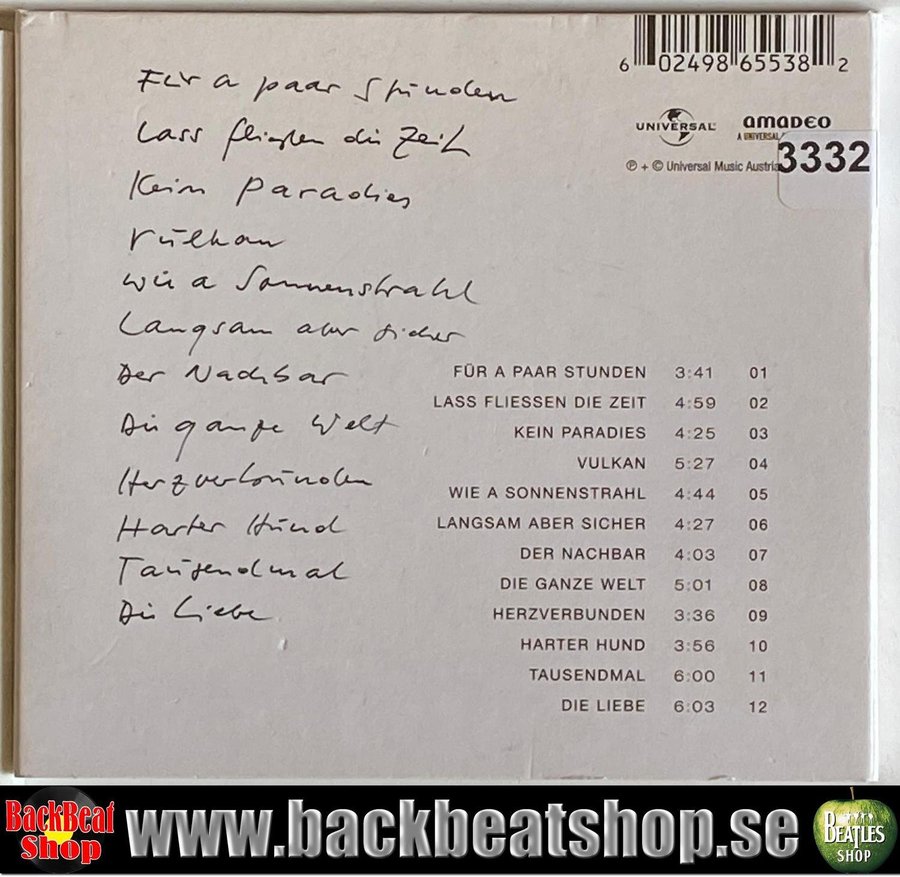 6 02498 65538 2
UNIVERSAL
AMADEO
A UNIVERSAL
℗ + © Universal Music Austria
3332
Für a paar Stunden
Lass fließen die Zeit
Kein Paradies
Vulkan
Wie a Sonnenstrahl
Langsam aber sicher
Der Nachbar
Die ganze Welt
Herzverbunden
Harter Hund
Tausendmal
Die Liebe
FÜR A PAAR STUNDEN 3:41 01
LASS FLIESSEN DIE ZEIT 4:59 02
KEIN PARADIES 4:25 03
VULKAN 5:27 04
WIE A SONNENSTRAHL 4:44 05
LANGSAM ABER SICHER 4:27 06
DER NACHBAR 4:03 07
DIE GANZE WELT 5:01 08
HERZVERBUNDEN 3:36 09
HARTER HUND 3:56 10
TAUSENDMAL 6:00 11
DIE LIEBE 6:03 12
BackBeat
Shop
www.backbeatshop.se
BEATLES
SHOP